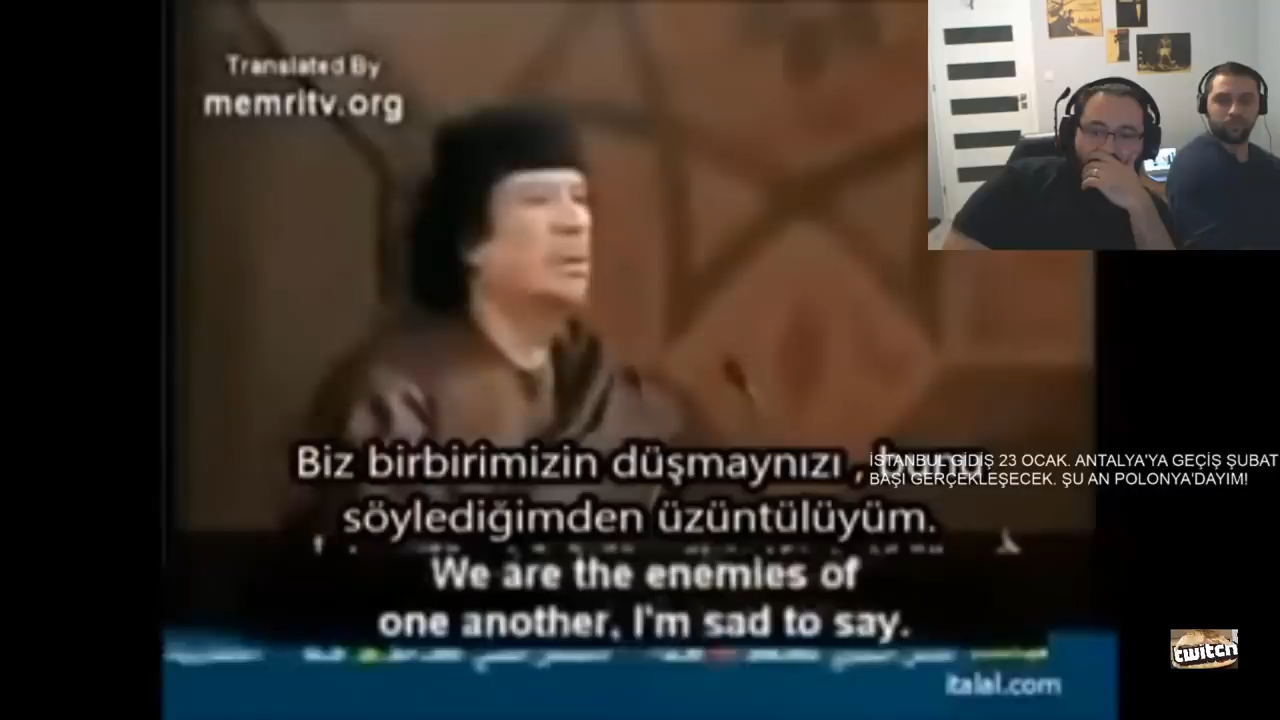 Translated By
memritv.org
Biz birbirimizin düşmaynızı ,
söylediğimden üzüntülüyüm.
We are the enemies of
one another, I'm sad to say.
İSTANBUL GİDİŞ 23 OCAK. ANTALYA'YA GEÇİŞ ŞUBAT
BAŞI GERÇEKLEŞECEK. ŞU AN POLONYA'DAYIM!
twitch
italal.com